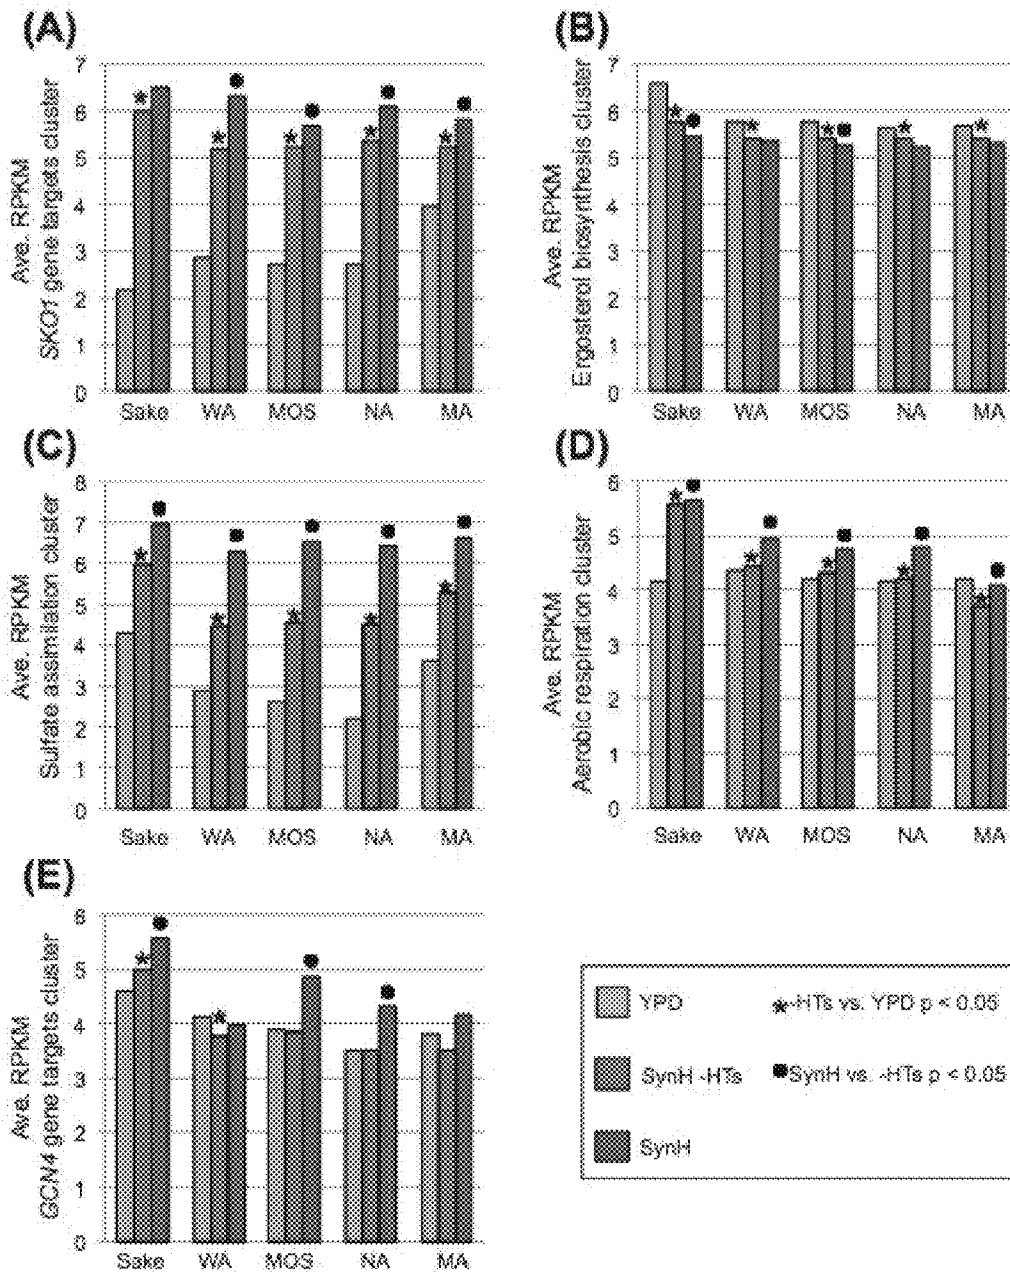 (A)
Ave. RPKM
SKO1 gene targets cluster
7
6
5
4
3
2
1
0
Sake WA MOS NA MA
(B)
Ave. RPKM
Ergosterol biosynthesis cluster
7
6
5
4
3
2
1
0
Sake WA MOS NA MA
(C)
Ave. RPKM
Sulfate assimilation cluster
8
7
6
5
4
3
2
1
0
Sake WA MOS NA MA
(D)
Ave. RPKM
Aerobic respiration cluster
6
5
4
3
2
1
0
Sake WA MOS NA MA
(E)
Ave. RPKM
GCN4 gene targets cluster
6
5
4
3
2
1
0
Sake WA MOS NA MA
YPD
SynH -HTs
SynH
-HTs vs. YPD p < 0.05
SynH vs. -HTs p < 0.05